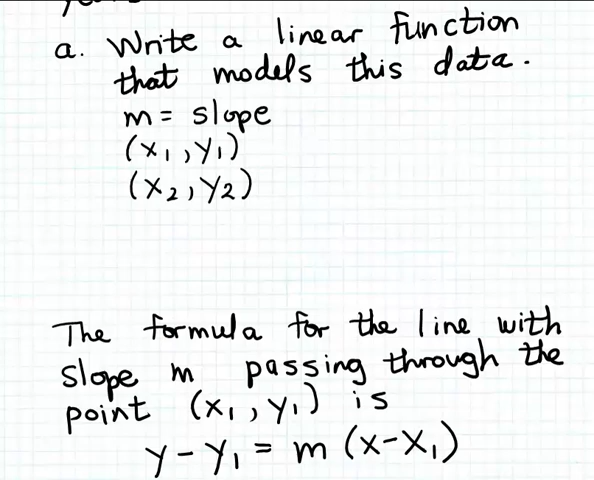 a. Write a linear function
that models this data.
m = slope
(x₁, y₁)
(x₂, y₂)
The formula for the line with
slope m passing through the
point (x₁, y₁) is
y - y₁ = m (x-x₁)